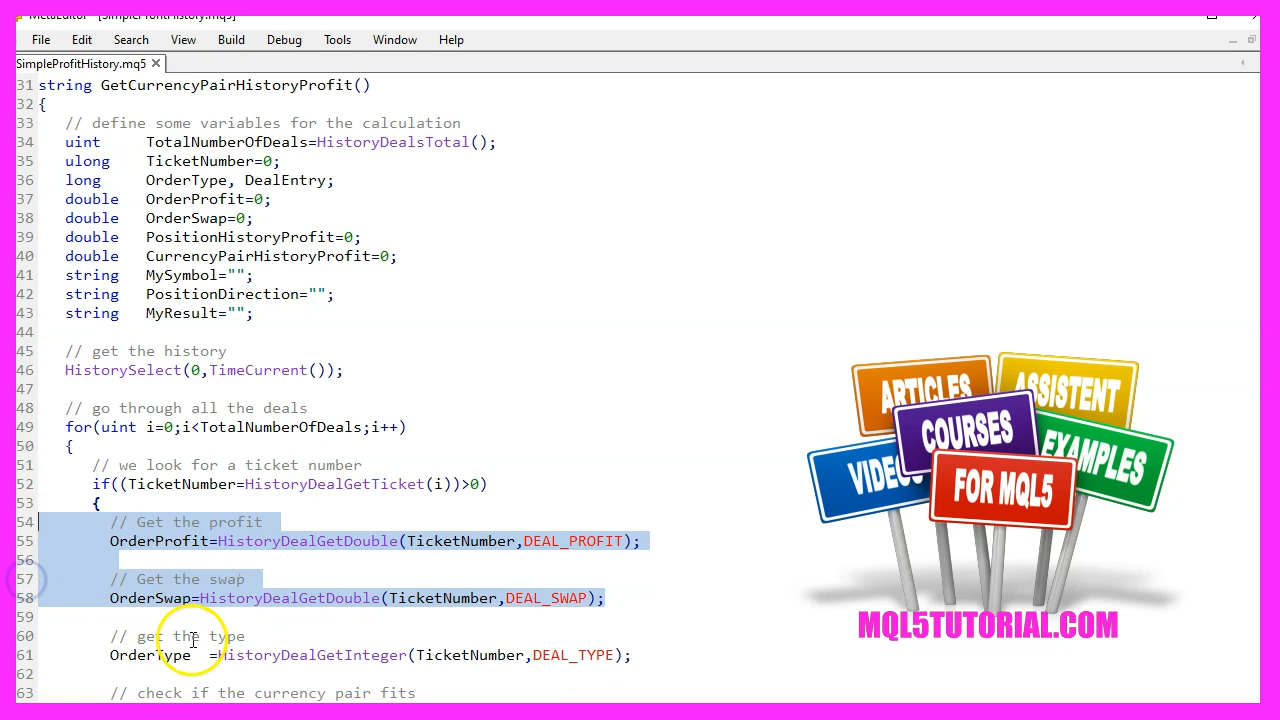 MetaEditor - [SimpleProfitHistory.mq5]
File Edit Search View Build Debug Tools Window Help
SimpleProfitHistory.mq5
31 string GetCurrencyPairHistoryProfit()
32 {
33 // define some variables for the calculation
34 uint TotalNumberOfDeals=HistoryDealsTotal();
35 ulong TicketNumber=0;
36 long OrderType, DealEntry;
37 double OrderProfit=0;
38 double OrderSwap=0;
39 double PositionHistoryProfit=0;
40 double CurrencyPairHistoryProfit=0;
41 string MySymbol="";
42 string PositionDirection="";
43 string MyResult="";
44
45 // get the history
46 HistorySelect(0,TimeCurrent());
47
48 // go through all the deals
49 for(uint i=0;i<TotalNumberOfDeals;i++)
50 {
51 // we look for a ticket number
52 if((TicketNumber=HistoryDealGetTicket(i))>0)
53 {
54 // Get the profit
55 OrderProfit=HistoryDealGetDouble(TicketNumber,DEAL_PROFIT);
56
57 // Get the swap
58 OrderSwap=HistoryDealGetDouble(TicketNumber,DEAL_SWAP);
59
60 // get the type
61 OrderType =HistoryDealGetInteger(TicketNumber,DEAL_TYPE);
62
63 // check if the currency pair fits
ARTICLES
ASSISTENT
COURSES
VIDEOS
EXAMPLES
FOR MQL5
MQL5TUTORIAL.COM